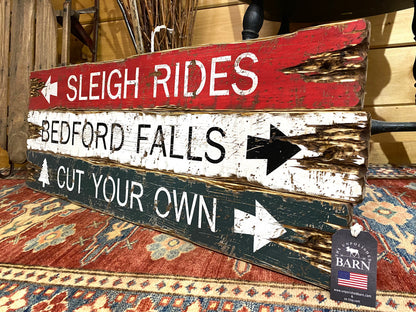 SLEIGH RIDES
BEDFORD FALLS
CUT YOUR OWN
BARN